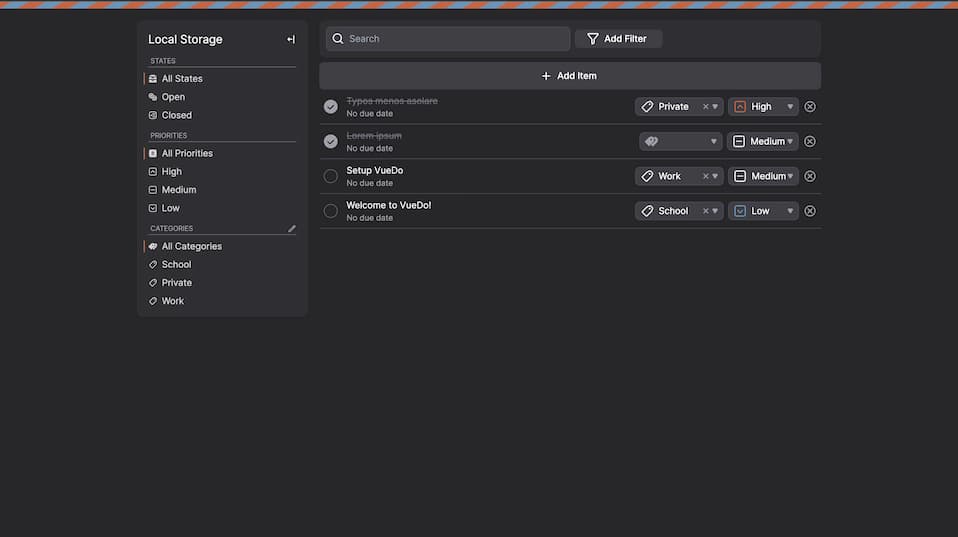 Local Storage
STATES
All States
Open
Closed
PRIORITIES
All Priorities
High
Medium
Low
CATEGORIES
All Categories
School
Private
Work
Search
Add Filter
Add Item
Typos menos asolare
No due date
Private
High
Lorem ipsum
No due date
Medium
Setup VueDo
No due date
Work
Medium
Welcome to VueDo!
No due date
School
Low